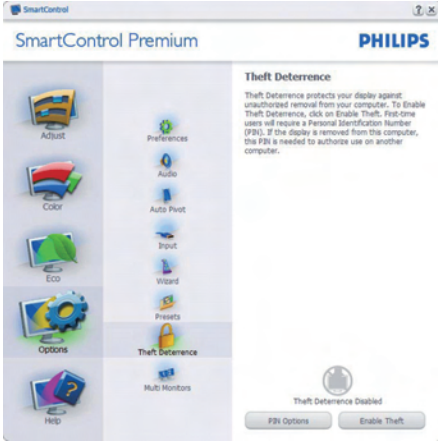 SmartControl
SmartControl Premium
PHILIPS
Adjust
Color
Eco
Options
Help
Preferences
Audio
Auto Pivot
Input
Wizard
Presets
Theft Deterrence
Multi Monitors
Theft Deterrence
Theft Deterrence protects your display against
unauthorized removal from your computer. To Enable
Theft Deterrence, click on Enable Theft. First-time
users will require a Personal Identification Number
(PIN). If the display is removed from this computer,
this PIN is needed to authorize use on another
computer.
Theft Deterrence Disabled
PIN Options
Enable Theft